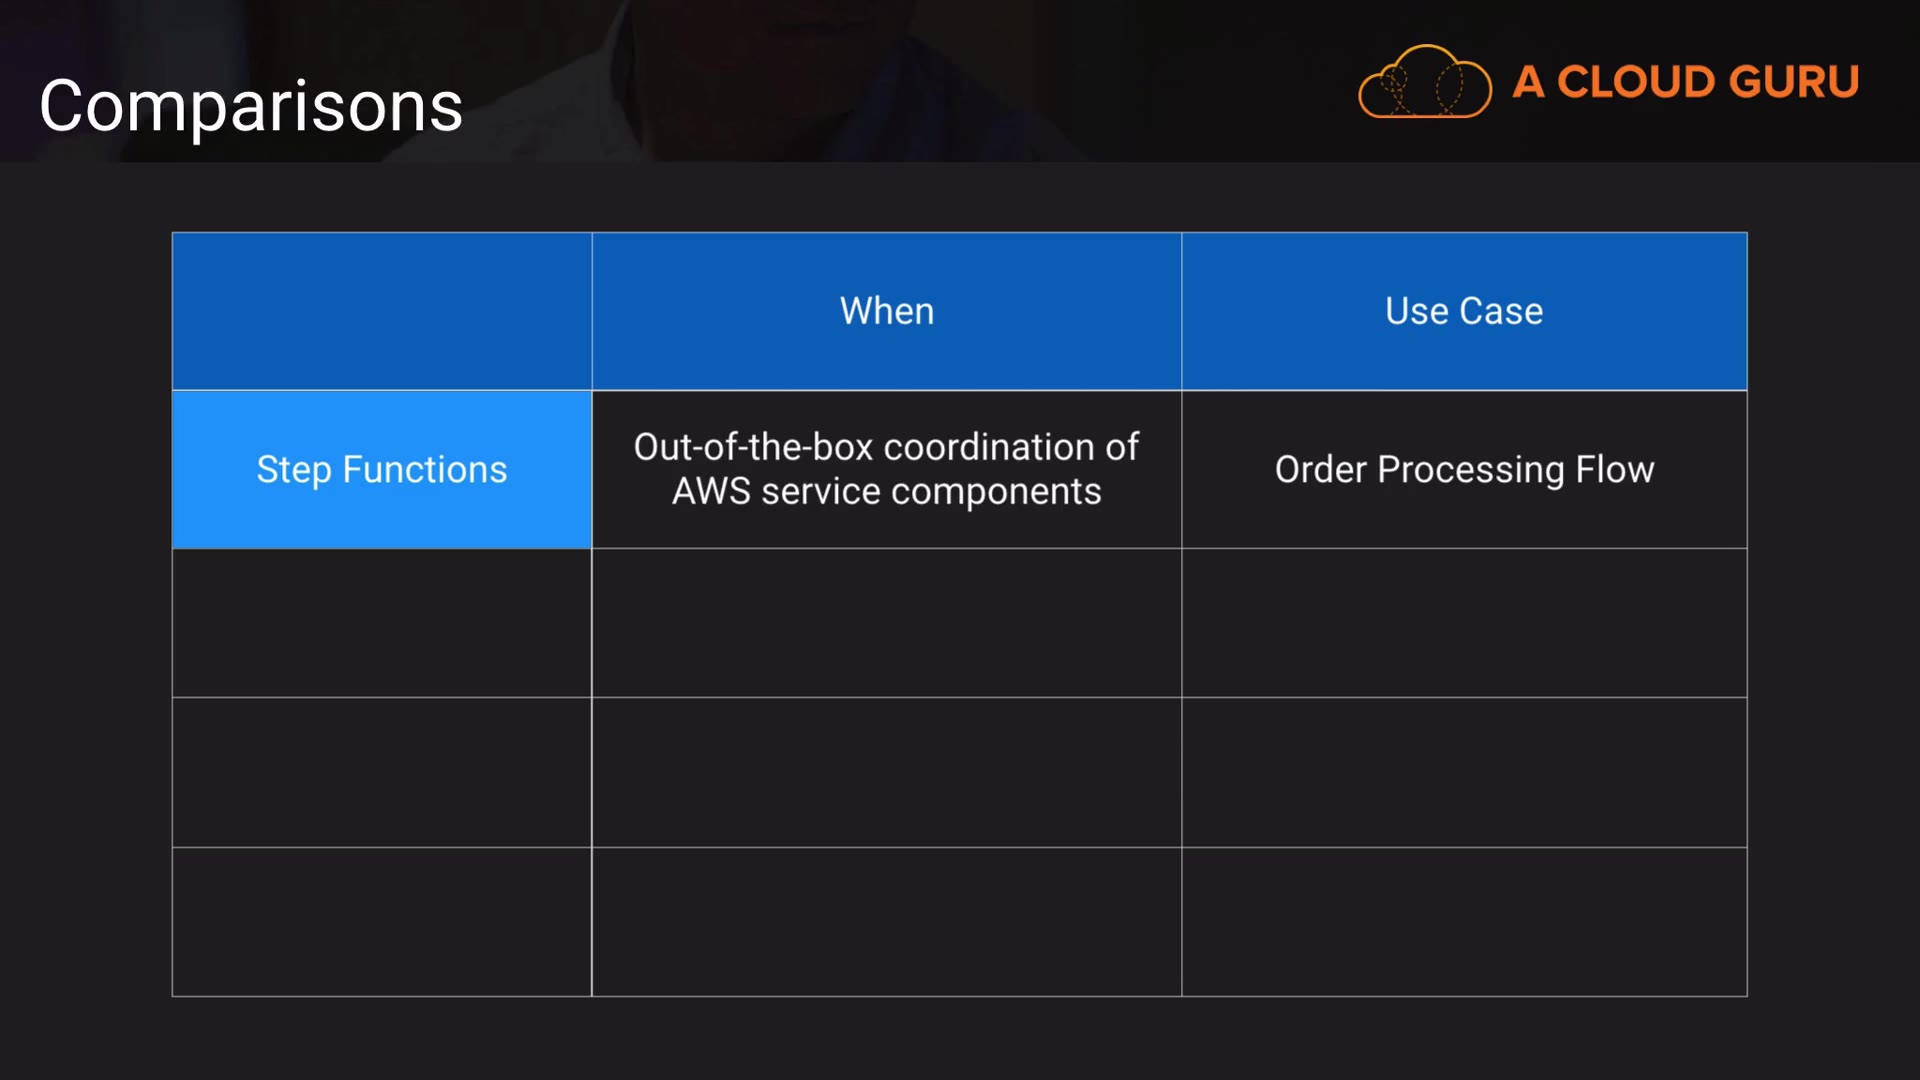 Comparisons
A CLOUD GURU
When
Use Case
Step Functions
Out-of-the-box coordination of
AWS service components
Order Processing Flow